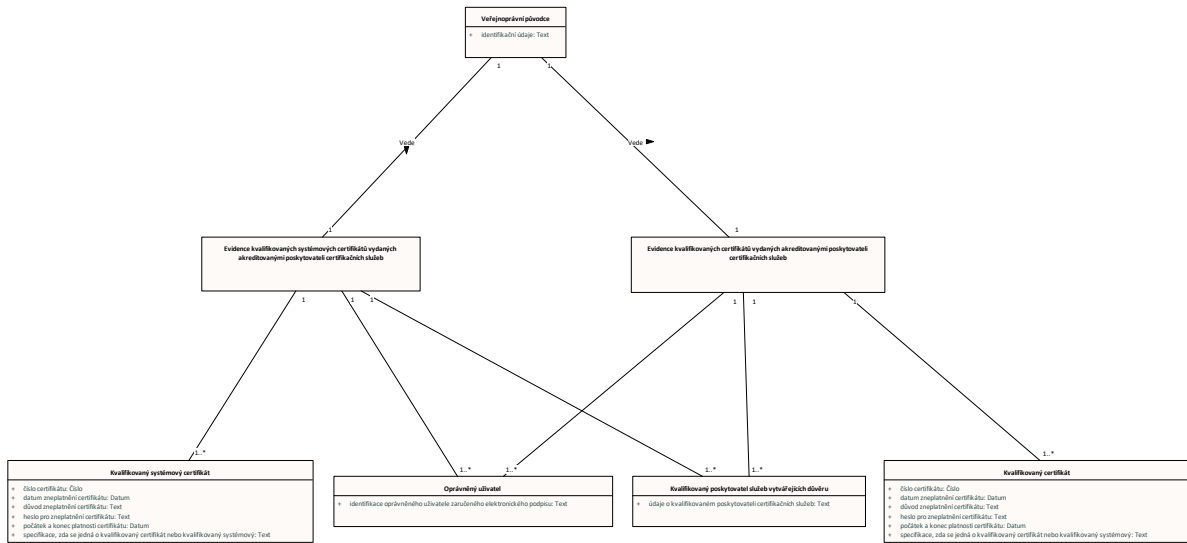 Veřejnoprávní původce
+ identifikační údaje: Text
1
1
Vede
Vede
1
1
Evidence kvalifikovaných systémových certifikátů vydaných
akreditovanými poskytovateli certifikačních služeb
Evidence kvalifikovaných certifikátů vydaných akreditovanými poskytovateli
certifikačních služeb
1
1
1
1
1
1
1..*
1..*
1..*
1..*
1..*
1..*
Kvalifikovaný systémový certifikát
+ číslo certifikátu: Číslo
+ datum zneplatnění certifikátu: Datum
+ důvod zneplatnění certifikátu: Text
+ heslo pro zneplatnění certifikátu: Text
+ počátek a konec platnosti certifikátu: Datum
+ specifikace, zda se jedná o kvalifikovaný certifikát nebo kvalifikovaný systémový: Text
Oprávněný uživatel
+ identifikace oprávněného uživatele zaručeného elektronického podpisu: Text
Kvalifikovaný poskytovatel služeb vytvářejících důvěru
+ údaje o kvalifikovaném poskytovateli certifikačních služeb: Text
Kvalifikovaný certifikát
+ číslo certifikátu: Číslo
+ datum zneplatnění certifikátu: Datum
+ důvod zneplatnění certifikátu: Text
+ heslo pro zneplatnění certifikátu: Text
+ počátek a konec platnosti certifikátu: Datum
+ specifikace, zda se jedná o kvalifikovaný certifikát nebo kvalifikovaný systémový: Text